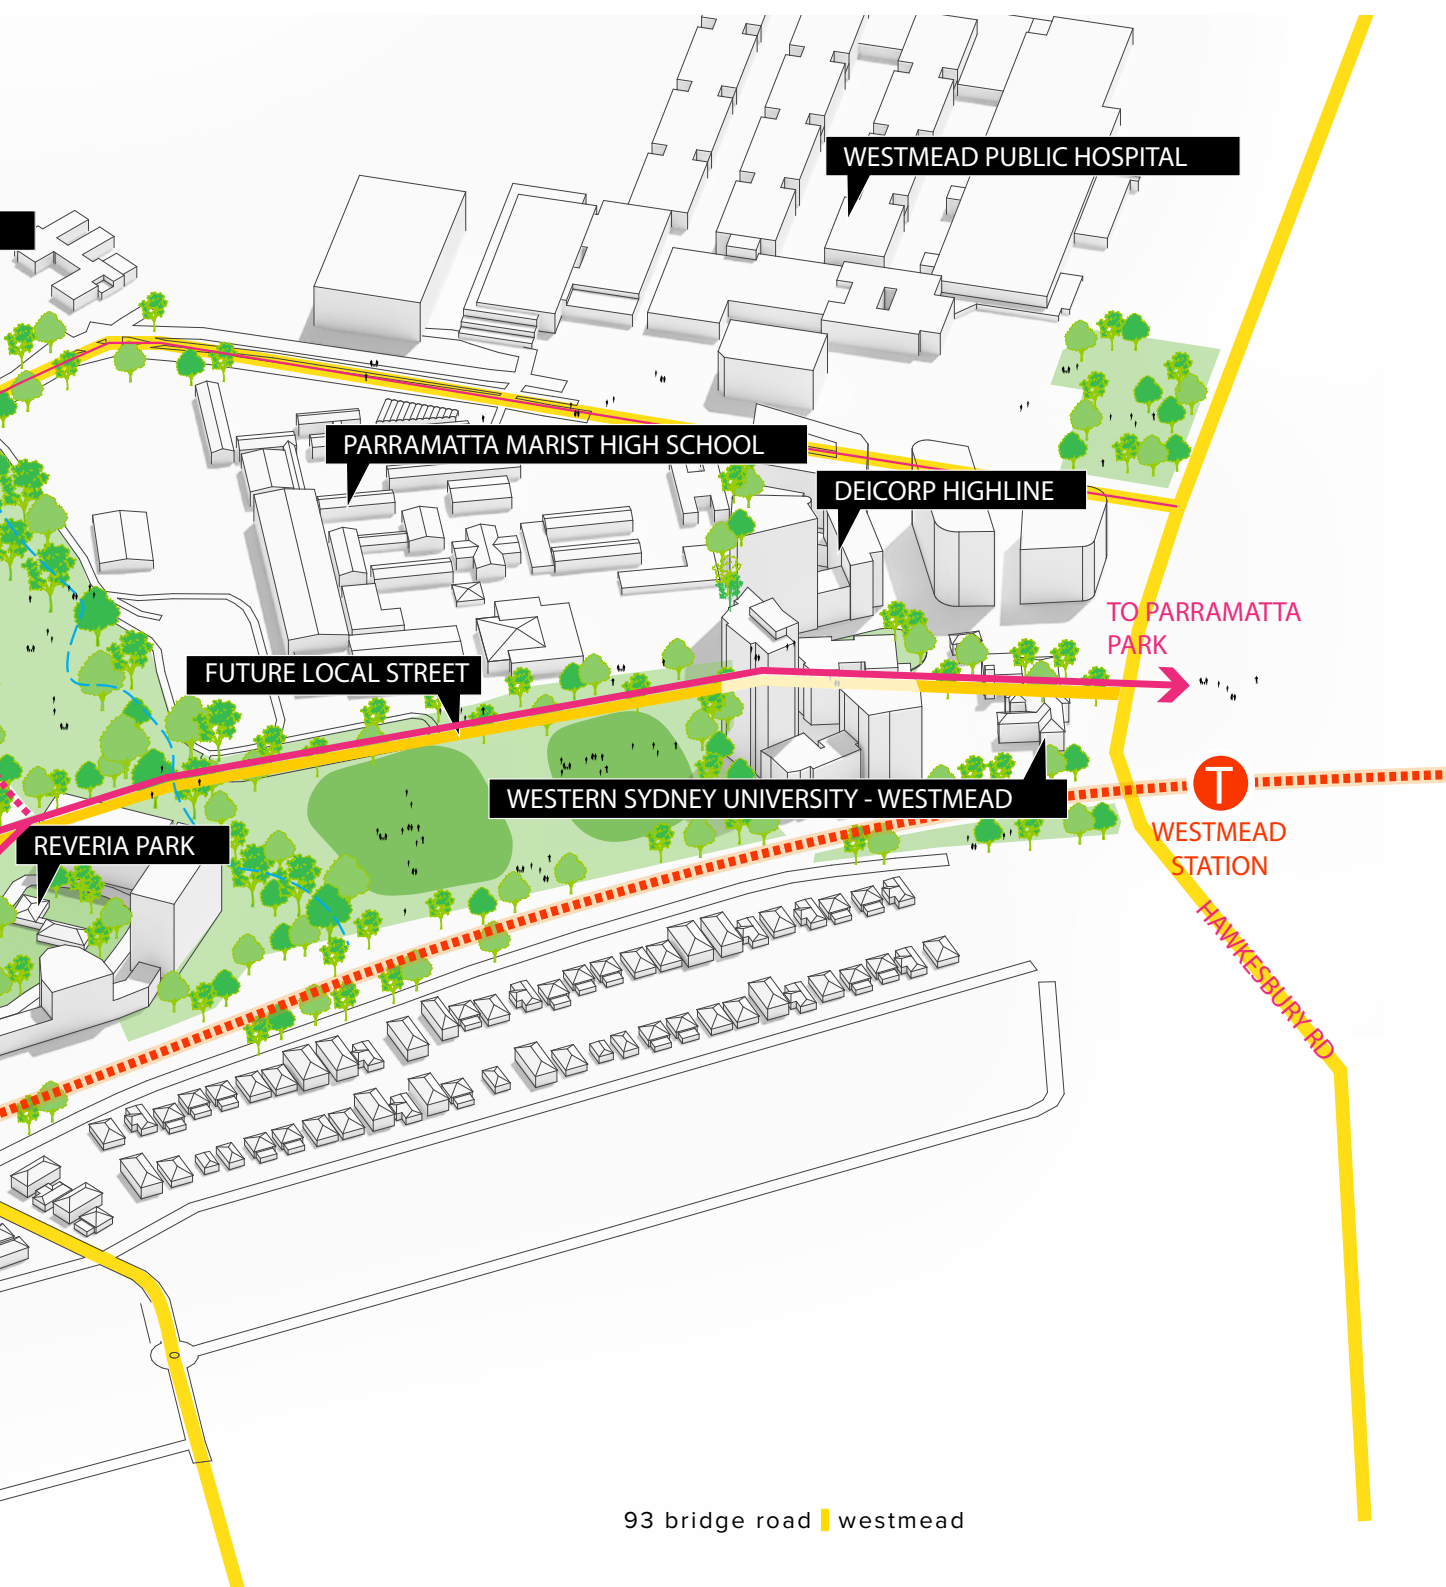 WESTMEAD PUBLIC HOSPITAL
PARRAMATTA MARIST HIGH SCHOOL
DEICORP HIGHLINE
TO PARRAMATTA
PARK
FUTURE LOCAL STREET
WESTERN SYDNEY UNIVERSITY - WESTMEAD
T
WESTMEAD
STATION
REVERIA PARK
HAWKESBURY RD
93 bridge road westmead